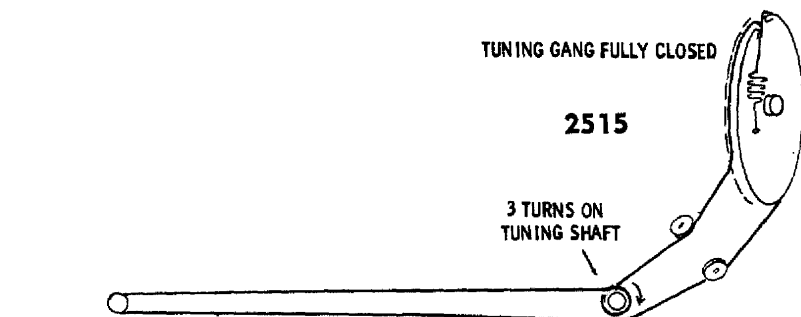 TUNING GANG FULLY CLOSED
2515
3 TURNS ON
TUNING SHAFT